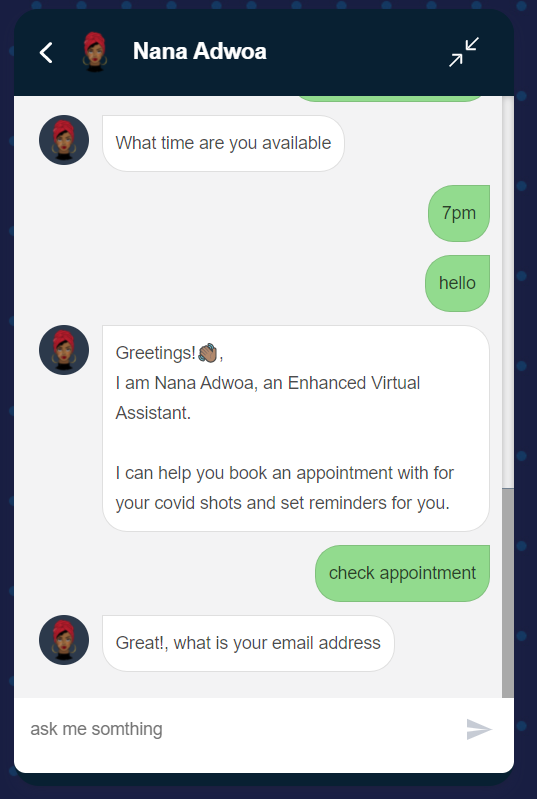 Nana Adwoa
What time are you available
7pm
hello
Greetings!👋🏽,
I am Nana Adwoa, an Enhanced Virtual
Assistant.
I can help you book an appointment with for
your covid shots and set reminders for you.
check appointment
Great!, what is your email address
ask me somthing